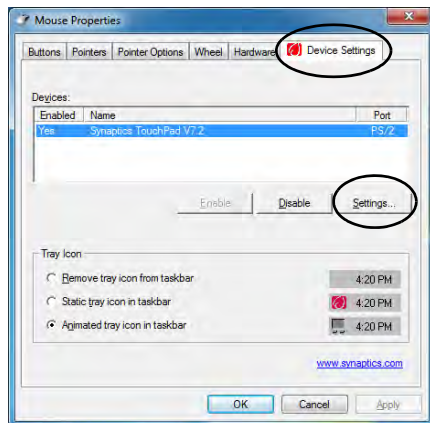 Mouse Properties
Buttons Pointers Pointer Options Wheel Hardware Device Settings
Devices:
Enabled Name Port
Yes Synaptics TouchPad V7.2 PS/2
Enable Disable Settings...
Tray Icon
Remove tray icon from taskbar 4:20 PM
Static tray icon in taskbar 4:20 PM
Animated tray icon in taskbar 4:20 PM
www.synaptics.com
OK Cancel Apply